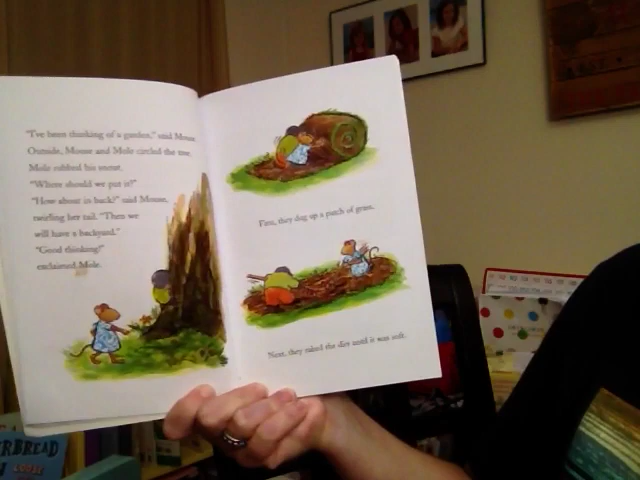 "I've been thinking of a garden," said Mouse.
Outside, Mouse and Mole circled the tree.
Mole rubbed his snout.
"Where should we put it?"
"How about in back?" said Mouse,
twirling her tail. "Then we
will have a backyard."
"Good thinking!"
exclaimed Mole.
First, they dug up a patch of grass.
Next, they raked the dirt until it was soft.
ERBREAD
LOOSE